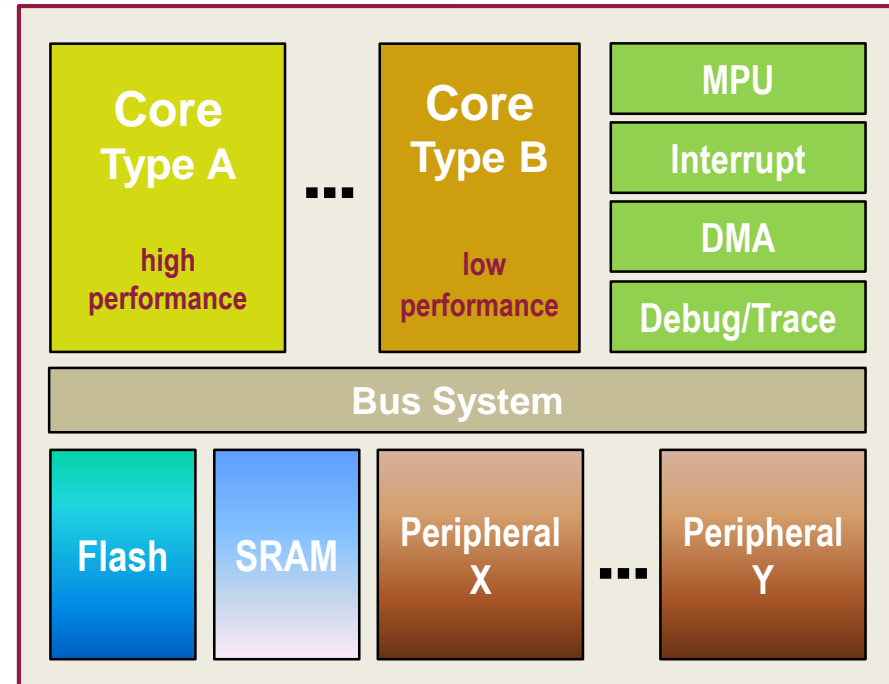 Core
Type A
high
performance
...
Core
Type B
low
performance
MPU
Interrupt
DMA
Debug/Trace
Bus System
Flash
SRAM
Peripheral
X
...
Peripheral
Y